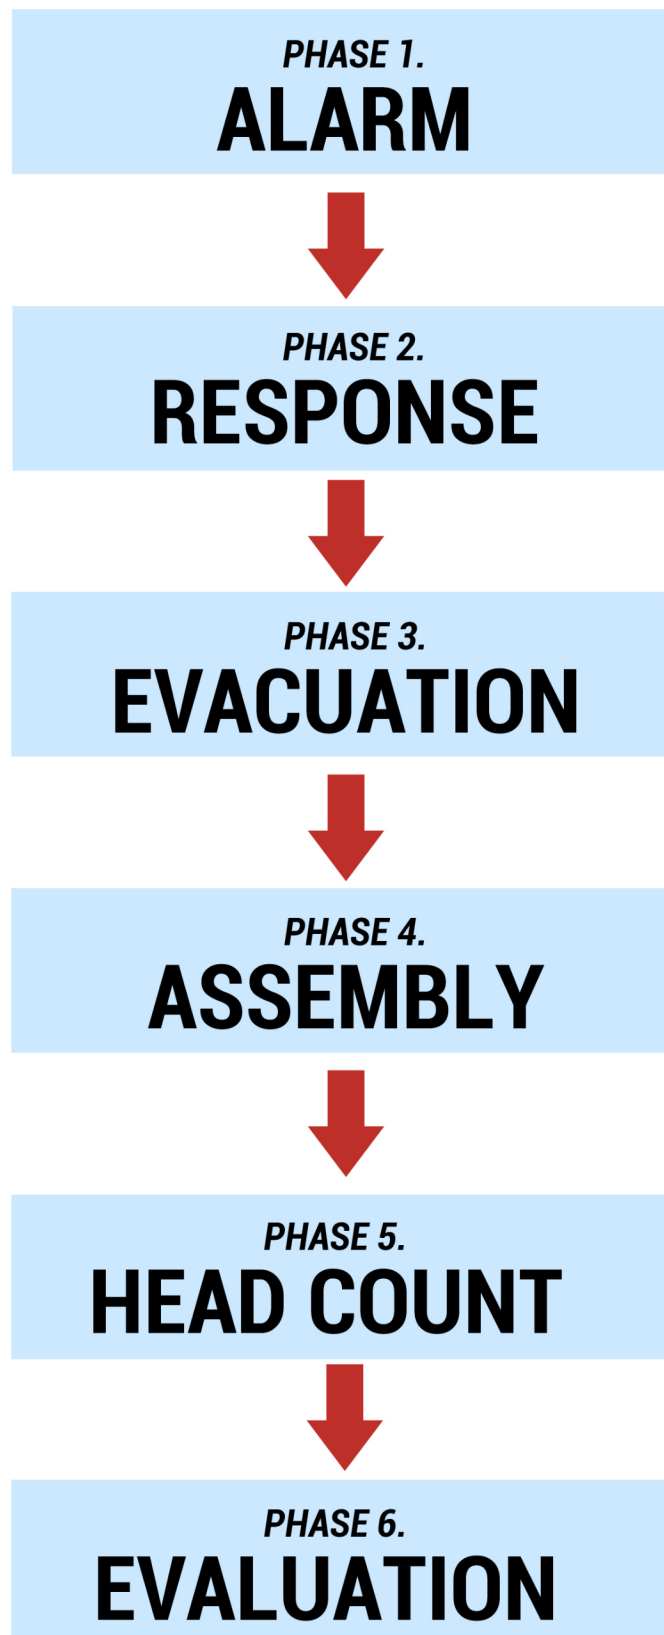 PHASE 1.
ALARM
PHASE 2.
RESPONSE
PHASE 3.
EVACUATION
PHASE 4.
ASSEMBLY
PHASE 5.
HEAD COUNT
PHASE 6.
EVALUATION